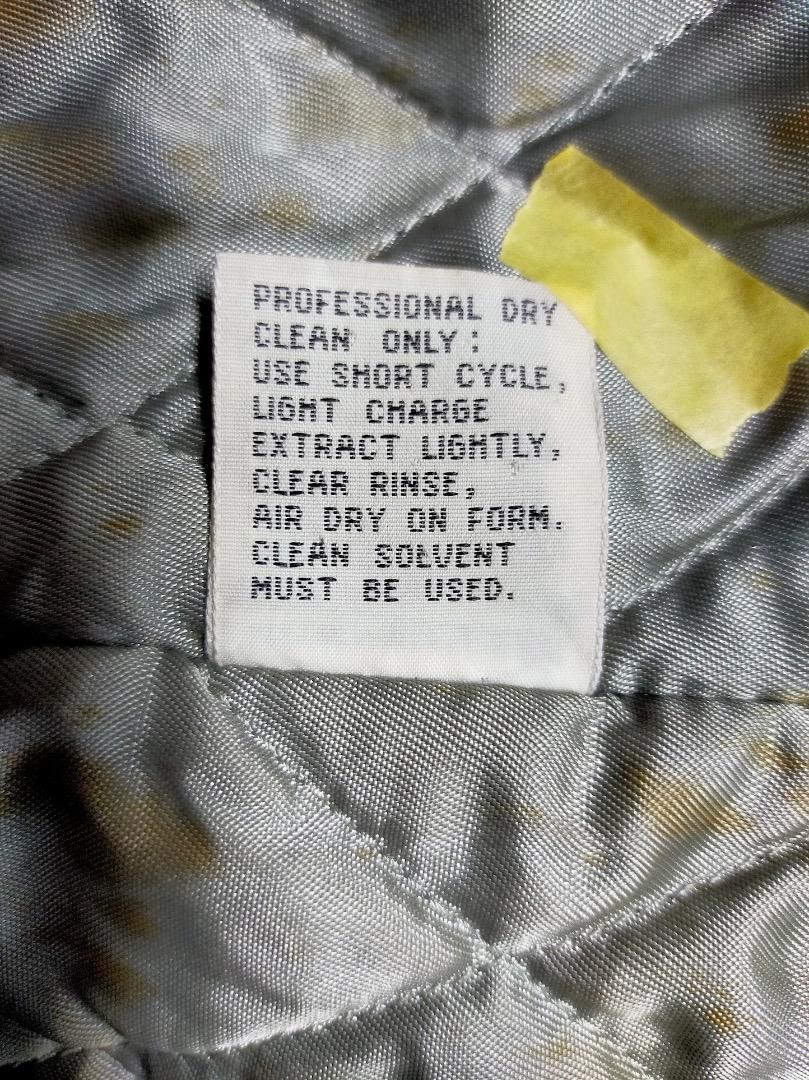 PROFESSIONAL DRY
CLEAN ONLY:
USE SHORT CYCLE,
LIGHT CHARGE
EXTRACT LIGHTLY,
CLEAR RINSE,
AIR DRY ON FORM.
CLEAN SOLVENT
MUST BE USED.